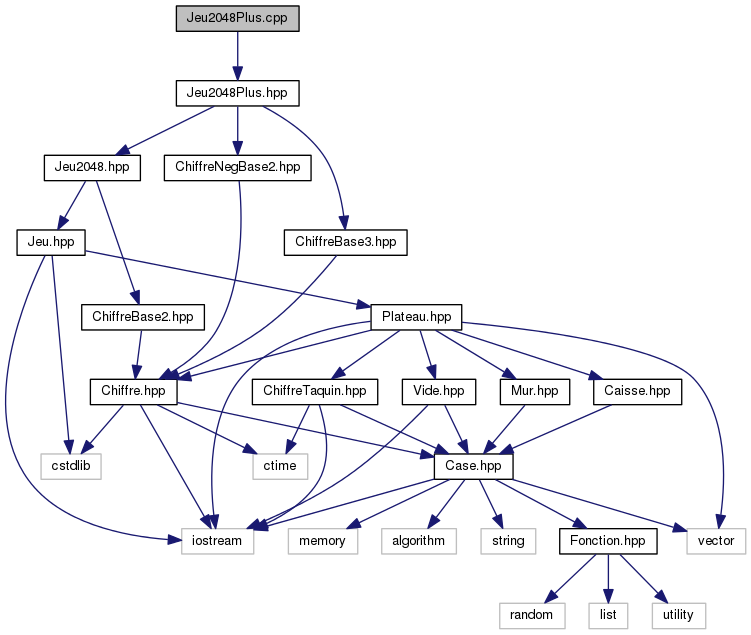 Jeu2048Plus.cpp
Jeu2048Plus.hpp
Jeu2048.hpp
ChiffreNegBase2.hpp
Jeu.hpp
ChiffreBase3.hpp
ChiffreBase2.hpp
Plateau.hpp
Chiffre.hpp
ChiffreTaquin.hpp
Vide.hpp
Mur.hpp
Caisse.hpp
cstdlib
ctime
Case.hpp
iostream
memory
algorithm
string
Fonction.hpp
vector
random
list
utility